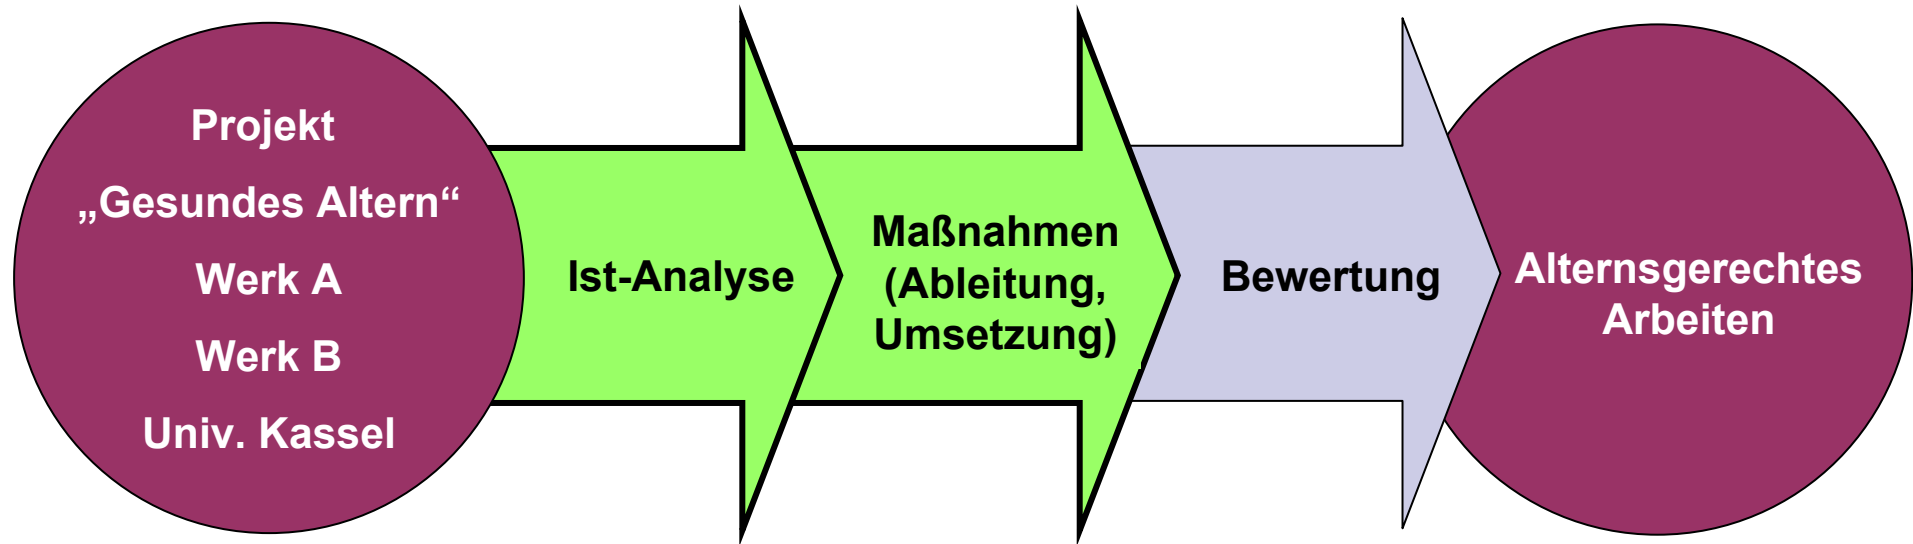 Projekt
„Gesundes Altern“
Werk A
Werk B
Univ. Kassel
Ist-Analyse
Maßnahmen
(Ableitung,
Umsetzung)
Bewertung
Alternsgerechtes
Arbeiten